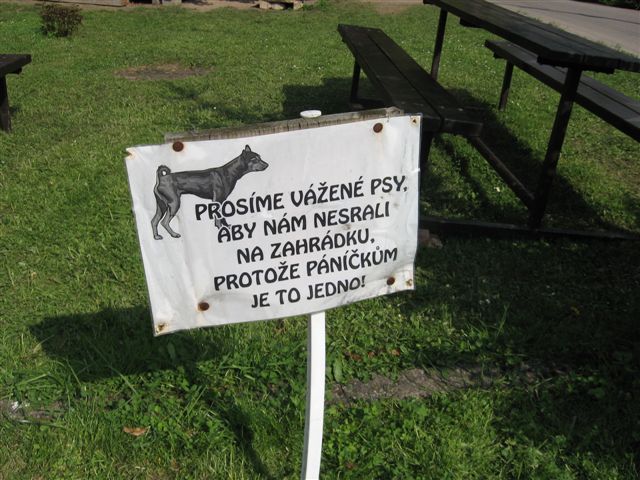 PROSÍME VÁŽENÉ PSY,
ABY NÁM NESRALI
NA ZAHRÁDKU,
PROTOŽE PÁNÍČKŮM
JE TO JEDNO!